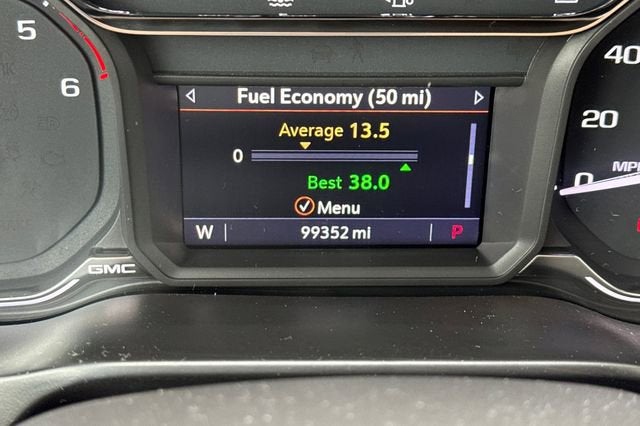 5
6
Fuel Economy (50 mi)
Average 13.5
0
Best 38.0
Menu
W 99352 mi P
GMC
40
20
0